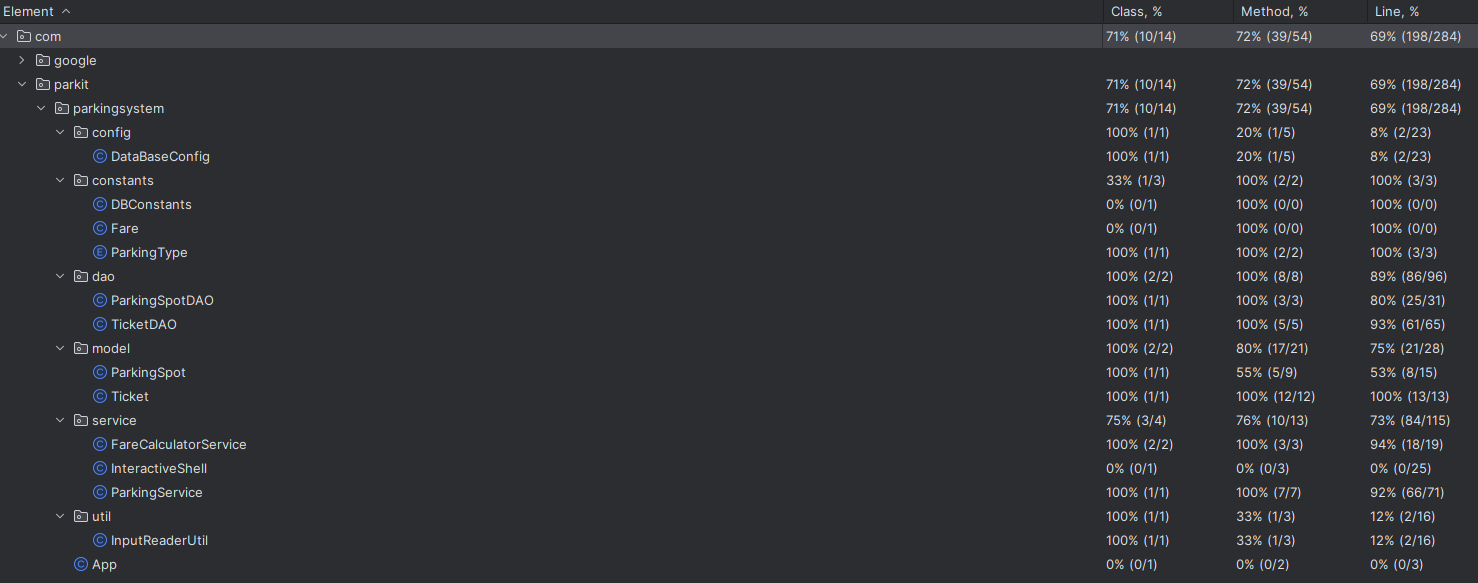 Element Class, % Method, % Line, %
com 71% (10/14) 72% (39/54) 69% (198/284)
google
parkit 71% (10/14) 72% (39/54) 69% (198/284)
parkingsystem 71% (10/14) 72% (39/54) 69% (198/284)
config 100% (1/1) 20% (1/5) 8% (2/23)
C DataBaseConfig 100% (1/1) 20% (1/5) 8% (2/23)
constants 33% (1/3) 100% (2/2) 100% (3/3)
C DBConstants 0% (0/1) 100% (0/0) 100% (0/0)
C Fare 0% (0/1) 100% (0/0) 100% (0/0)
E ParkingType 100% (1/1) 100% (2/2) 100% (3/3)
dao 100% (2/2) 100% (8/8) 89% (86/96)
C ParkingSpotDAO 100% (1/1) 100% (3/3) 80% (25/31)
C TicketDAO 100% (1/1) 100% (5/5) 93% (61/65)
model 100% (2/2) 80% (17/21) 75% (21/28)
C ParkingSpot 100% (1/1) 55% (5/9) 53% (8/15)
C Ticket 100% (1/1) 100% (12/12) 100% (13/13)
service 75% (3/4) 76% (10/13) 73% (84/115)
C FareCalculatorService 100% (2/2) 100% (3/3) 94% (18/19)
C InteractiveShell 0% (0/1) 0% (0/3) 0% (0/25)
C ParkingService 100% (1/1) 100% (7/7) 92% (66/71)
util 100% (1/1) 33% (1/3) 12% (2/16)
C InputReaderUtil 100% (1/1) 33% (1/3) 12% (2/16)
C App 0% (0/1) 0% (0/2) 0% (0/3)